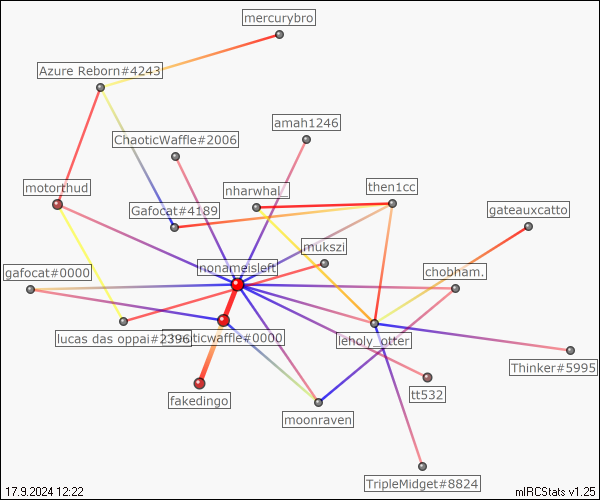 mercurybro
Azure Reborn#4243
amah1246
ChaoticWaffle#2006
motorthud
nharwhal_
then1cc
Gafocat#4189
gateauxcatto
mukszi
nonameisleft
gafocat#0000
chobham.
lucas das oppai#2396
leholy_otter
Thinker#5995
tt532
fakedingo
moonraven
TripleMidget#8824
17.9.2024 12:22
mIRCStats v1.25